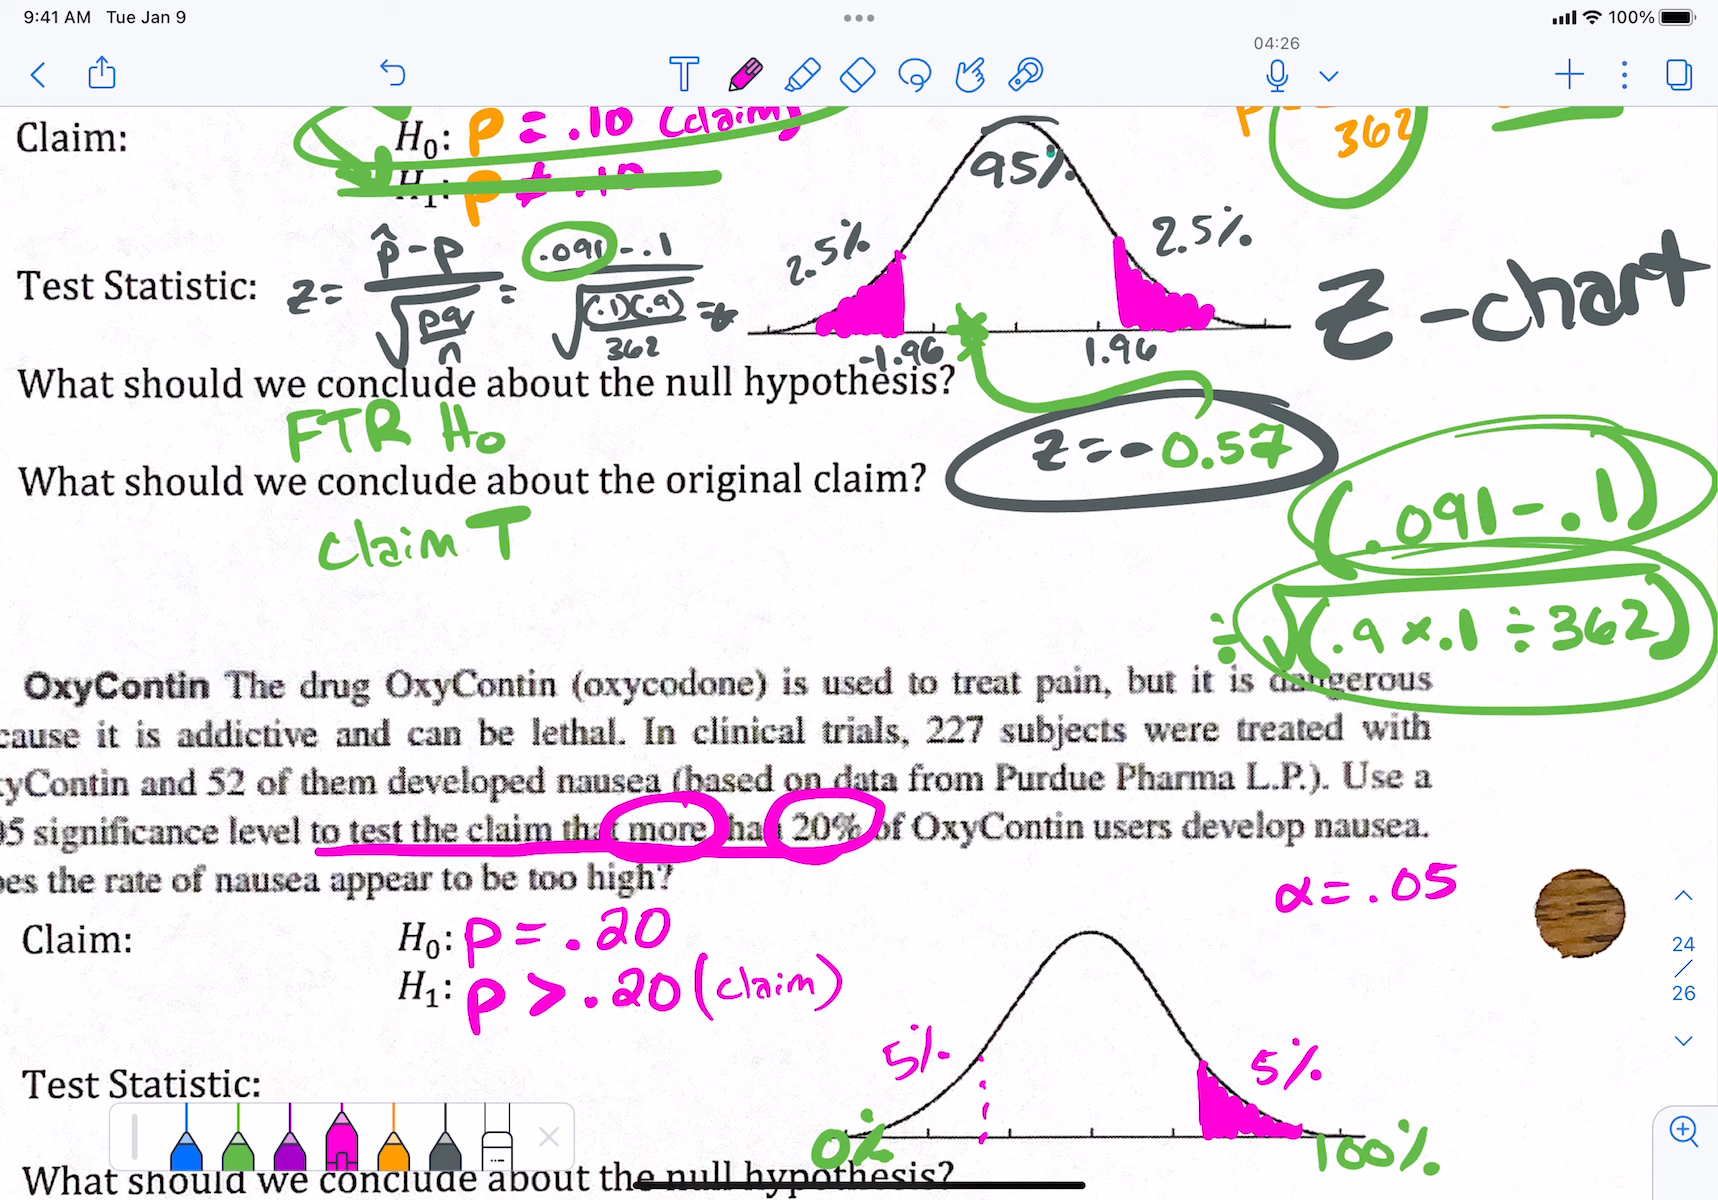 9:41 AM Tue Jan 9
100%
04:26
Claim:
H₀: p = .10 (claim)
H₁: p ≠ .10
95%
2.5%
2.5%
362
Test Statistic: z = p̂-p / √(pq/n) = .091-.1 / √((.1)(.9)/362) =
-1.96
1.96
z-chart
What should we conclude about the null hypothesis?
FTR H₀
z = -0.57
What should we conclude about the original claim?
Claim T
(.091-.1)
÷ √(.9 x .1 ÷ 362)
OxyContin The drug OxyContin (oxycodone) is used to treat pain, but it is dangerous
cause it is addictive and can be lethal. In clinical trials, 227 subjects were treated with
yContin and 52 of them developed nausea (based on data from Purdue Pharma L.P.). Use a
05 significance level to test the claim that more than 20% of OxyContin users develop nausea.
es the rate of nausea appear to be too high?
α = .05
Claim:
H₀: p = .20
H₁: p > .20 (claim)
24
/
26
5%
5%
Test Statistic:
0%
100%
What should we conclude about the null hypothesis?